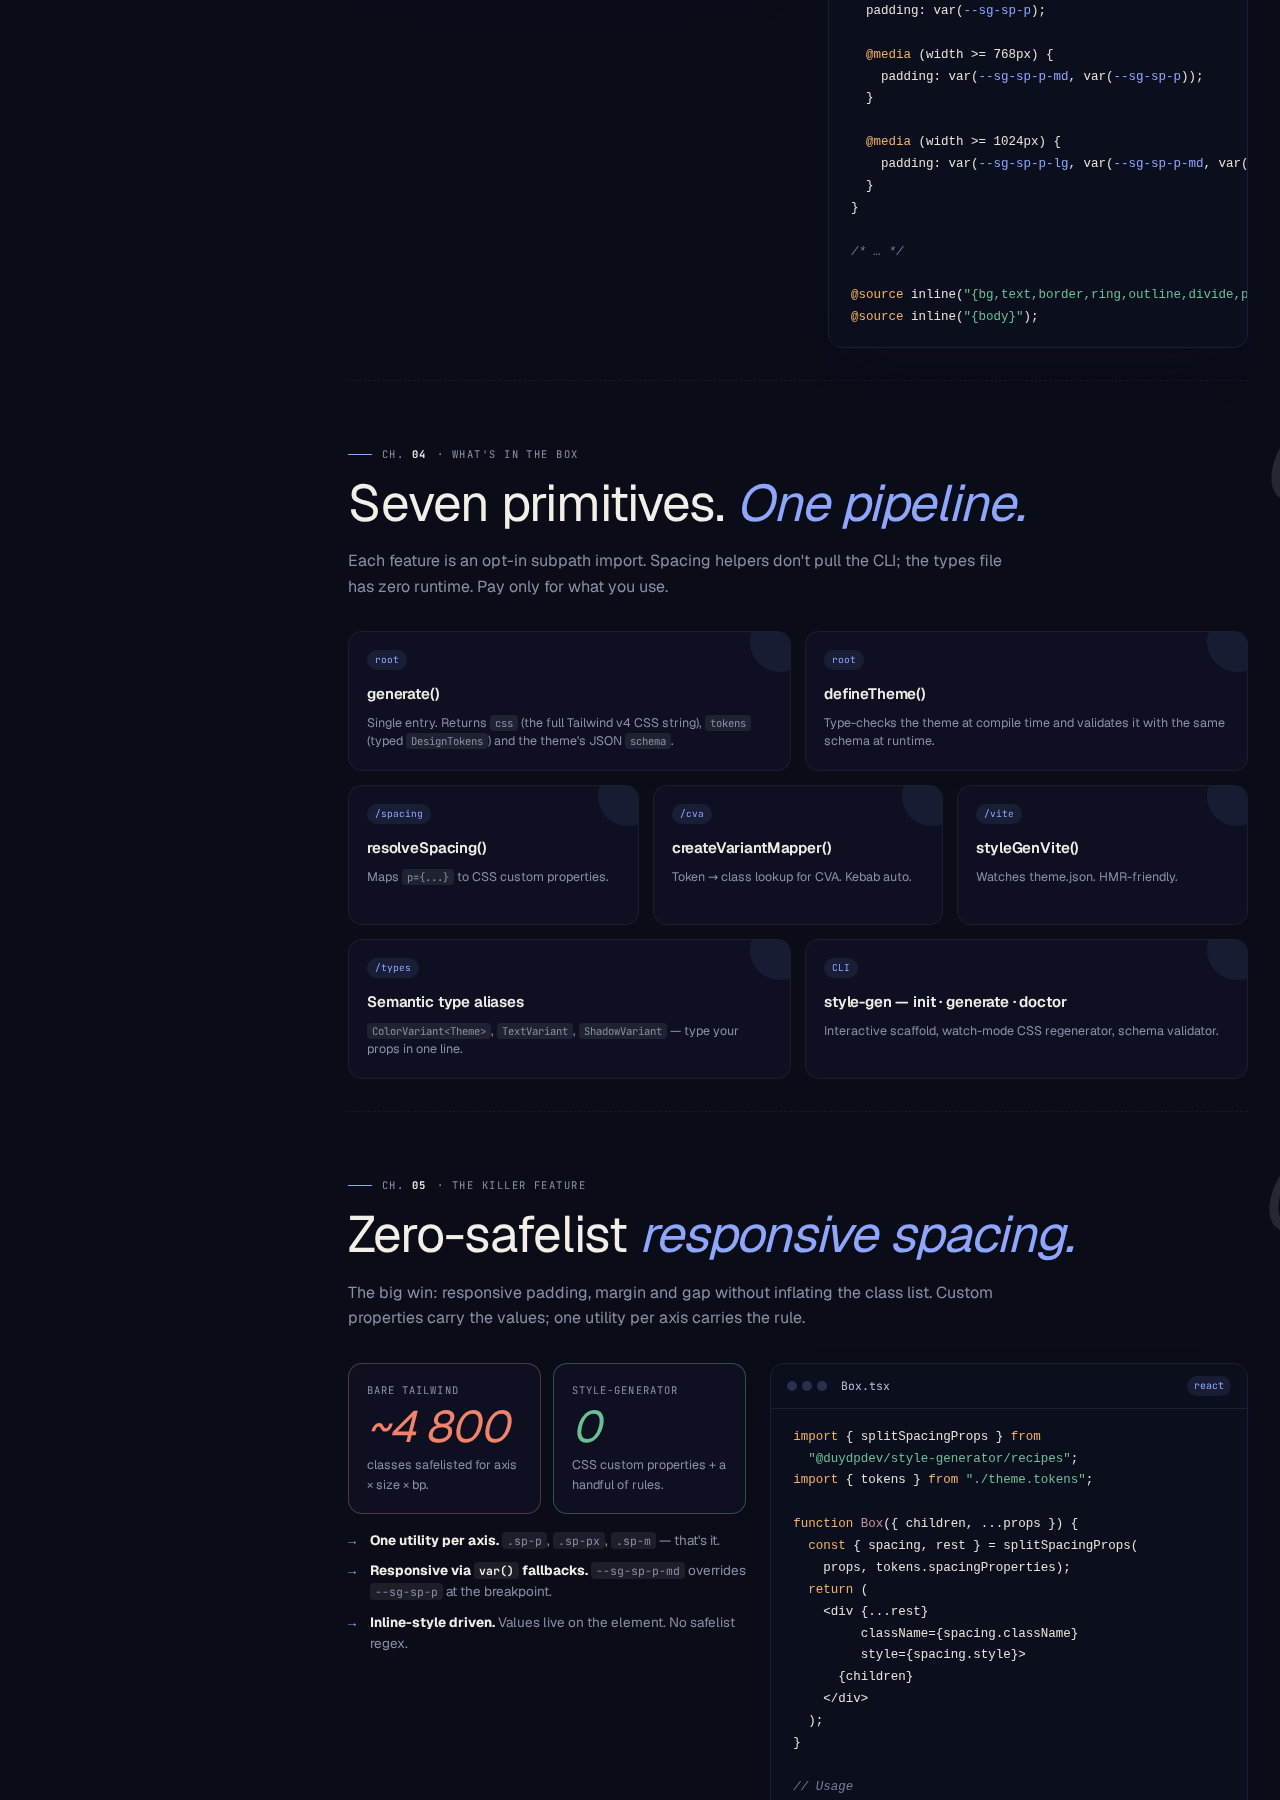 padding: var(--sg-sp-p);
@media (width >= 768px) {
padding: var(--sg-sp-p-md, var(--sg-sp-p));
}
@media (width >= 1024px) {
padding: var(--sg-sp-p-lg, var(--sg-sp-p-md, var(
}
}
/* … */
@source inline("{bg,text,border,ring,outline,divide,p
@source inline("{body}");
CH. 04 · WHAT'S IN THE BOX
Seven primitives. One pipeline.
Each feature is an opt-in subpath import. Spacing helpers don't pull the CLI; the types file
has zero runtime. Pay only for what you use.
root
generate()
Single entry. Returns css (the full Tailwind v4 CSS string), tokens
(typed DesignTokens) and the theme's JSON schema.
root
defineTheme()
Type-checks the theme at compile time and validates it with the same
schema at runtime.
/spacing
resolveSpacing()
Maps p={...} to CSS custom properties.
/cva
createVariantMapper()
Token → class lookup for CVA. Kebab auto.
/vite
styleGenVite()
Watches theme.json. HMR-friendly.
/types
Semantic type aliases
ColorVariant<Theme>, TextVariant, ShadowVariant — type your
props in one line.
CLI
style-gen — init · generate · doctor
Interactive scaffold, watch-mode CSS regenerator, schema validator.
CH. 05 · THE KILLER FEATURE
Zero-safelist responsive spacing.
The big win: responsive padding, margin and gap without inflating the class list. Custom
properties carry the values; one utility per axis carries the rule.
BARE TAILWIND
~4 800
classes safelisted for axis
× size × bp.
STYLE-GENERATOR
0
CSS custom properties + a
handful of rules.
→ One utility per axis. .sp-p, .sp-px, .sp-m — that's it.
→ Responsive via var() fallbacks. --sg-sp-p-md overrides
--sg-sp-p at the breakpoint.
→ Inline-style driven. Values live on the element. No safelist
regex.
Box.tsx
react
import { splitSpacingProps } from
"@duydpdev/style-generator/recipes";
import { tokens } from "./theme.tokens";
function Box({ children, ...props }) {
const { spacing, rest } = splitSpacingProps(
props, tokens.spacingProperties);
return (
<div {...rest}
className={spacing.className}
style={spacing.style}>
{children}
</div>
);
}
// Usage